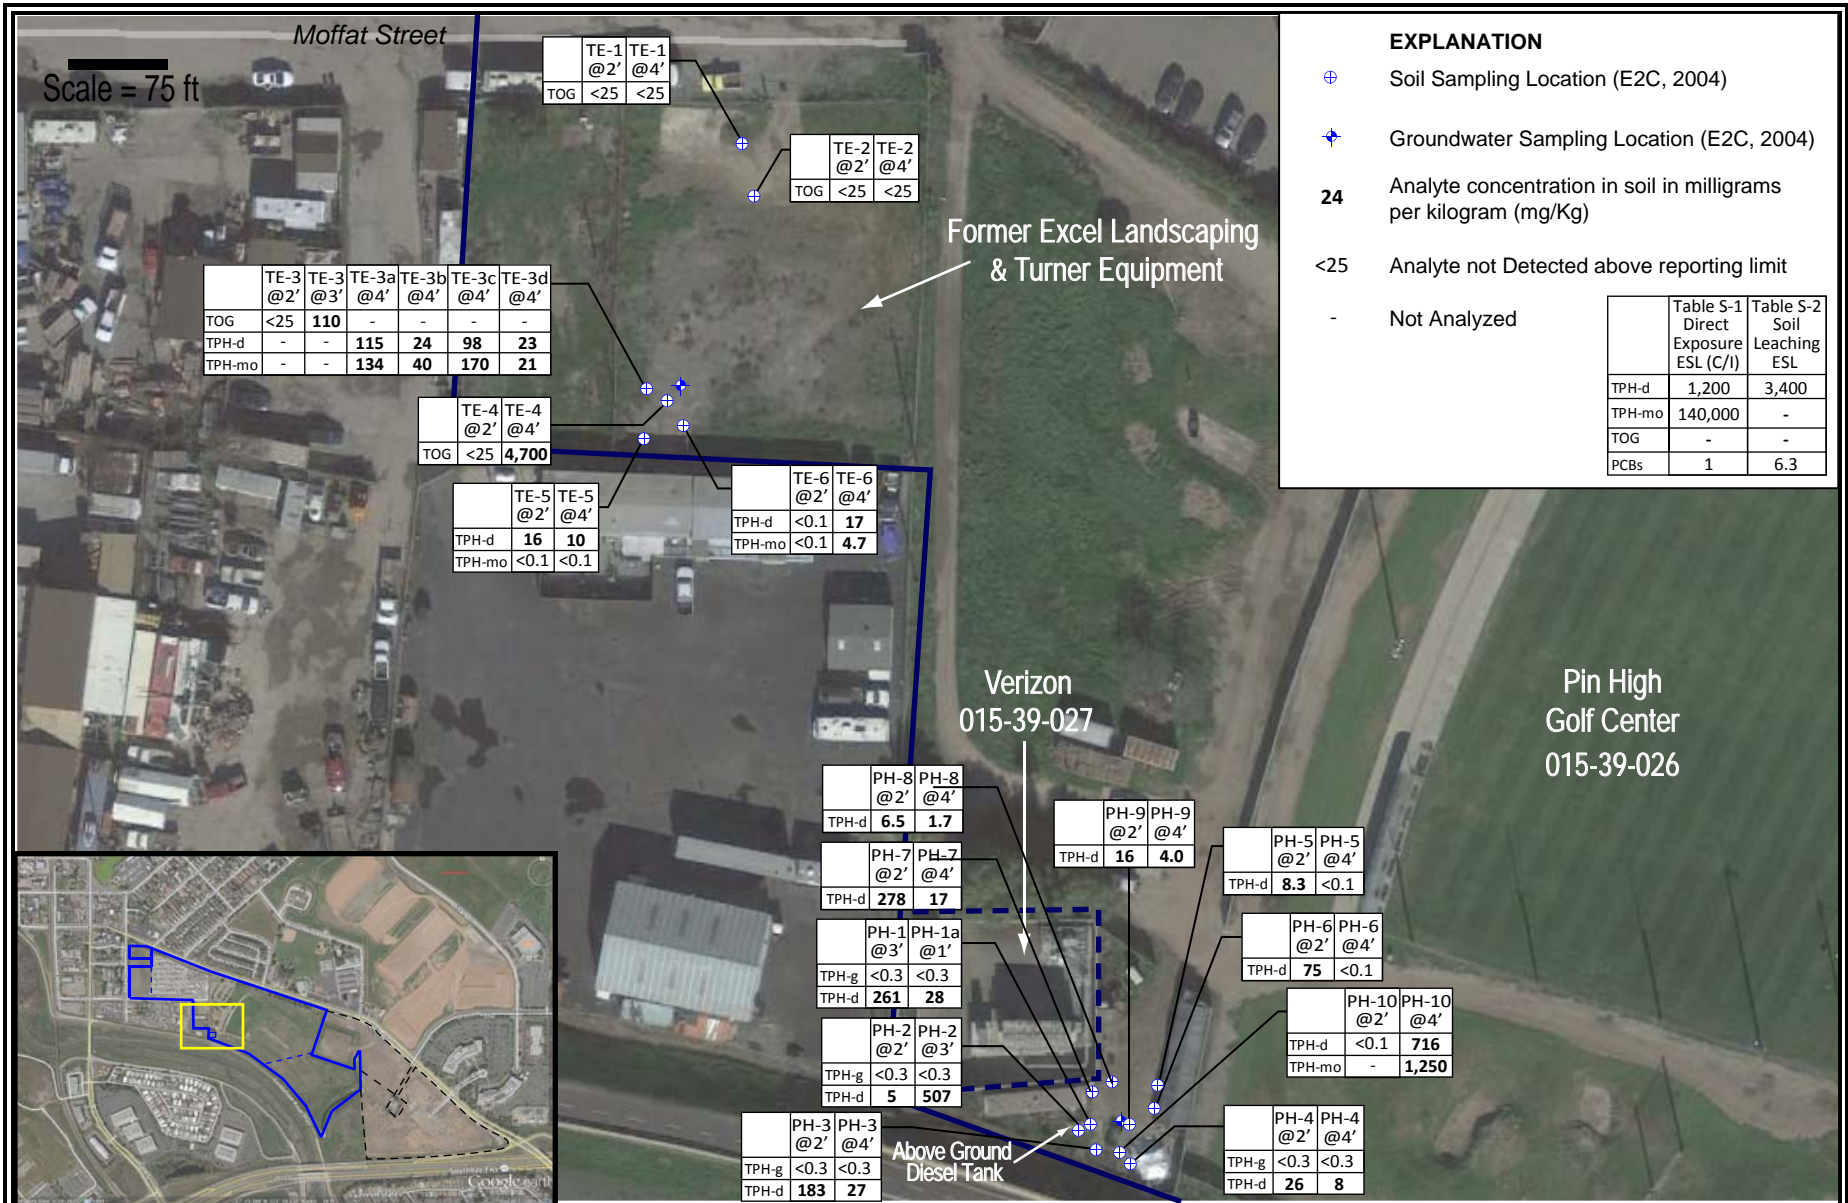 Moffat Street
Scale = 75 ft
TE-1 @2' TE-1 @4'
TOG <25 <25
TE-2 @2' TE-2 @4'
TOG <25 <25
Former Excel Landscaping
& Turner Equipment
TE-3 @2' TE-3 @3' TE-3a @4' TE-3b @4' TE-3c @4' TE-3d @4'
TOG <25 110 - - - -
TPH-d - - 115 24 98 23
TPH-mo - - 134 40 170 21
TE-4 @2' TE-4 @4'
TOG <25 4,700
TE-5 @2' TE-5 @4'
TPH-d 16 10
TPH-mo <0.1 <0.1
TE-6 @2' TE-6 @4'
TPH-d <0.1 17
TPH-mo <0.1 4.7
EXPLANATION
Soil Sampling Location (E2C, 2004)
Groundwater Sampling Location (E2C, 2004)
24 Analyte concentration in soil in milligrams
per kilogram (mg/Kg)
<25 Analyte not Detected above reporting limit
- Not Analyzed
Table S-1 Direct Exposure ESL (C/I) Table S-2 Soil Leaching ESL
TPH-d 1,200 3,400
TPH-mo 140,000 -
TOG - -
PCBs 1 6.3
Verizon
015-39-027
Pin High
Golf Center
015-39-026
PH-8 @2' PH-8 @4'
TPH-d 6.5 1.7
PH-7 @2' PH-7 @4'
TPH-d 278 17
PH-1 @3' PH-1a @1'
TPH-g <0.3 <0.3
TPH-d 261 28
PH-2 @2' PH-2 @3'
TPH-g <0.3 <0.3
TPH-d 5 507
PH-3 @2' PH-3 @4'
TPH-g <0.3 <0.3
TPH-d 183 27
PH-9 @2' PH-9 @4'
TPH-d 16 4.0
PH-5 @2' PH-5 @4'
TPH-d 8.3 <0.1
PH-6 @2' PH-6 @4'
TPH-d 75 <0.1
PH-10 @2' PH-10 @4'
TPH-d <0.1 716
TPH-mo - 1,250
PH-4 @2' PH-4 @4'
TPH-g <0.3 <0.3
TPH-d 26 8
Above Ground
Diesel Tank
Google earth